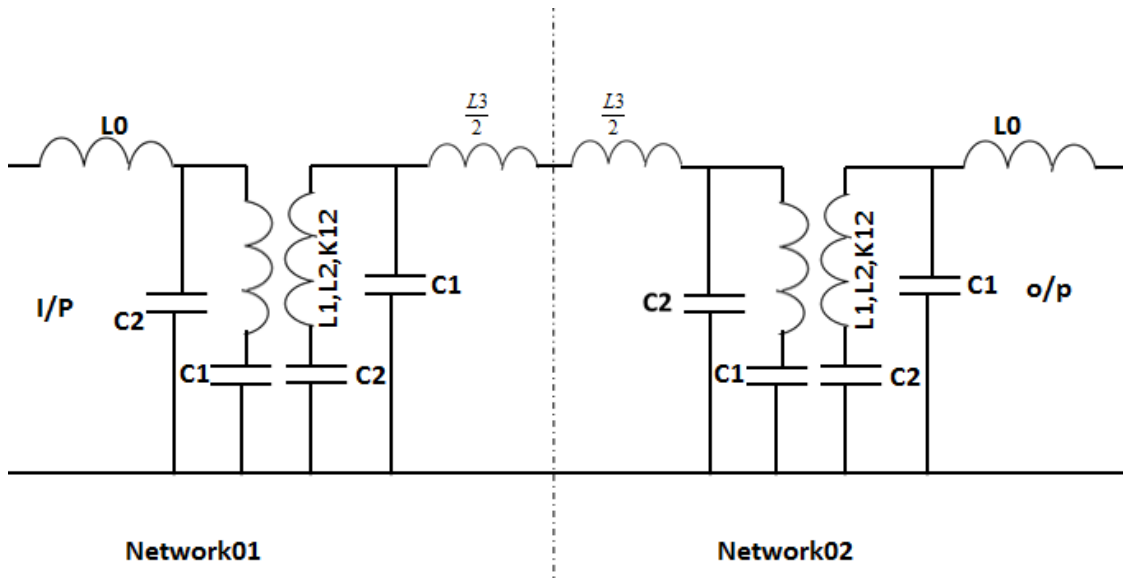 L0
L3
2
L3
2
L0
I/P
C2
C1
L1,L2,K12
C2
C1
C2
C1
L1,L2,K12
C2
C1
o/p
Network01
Network02